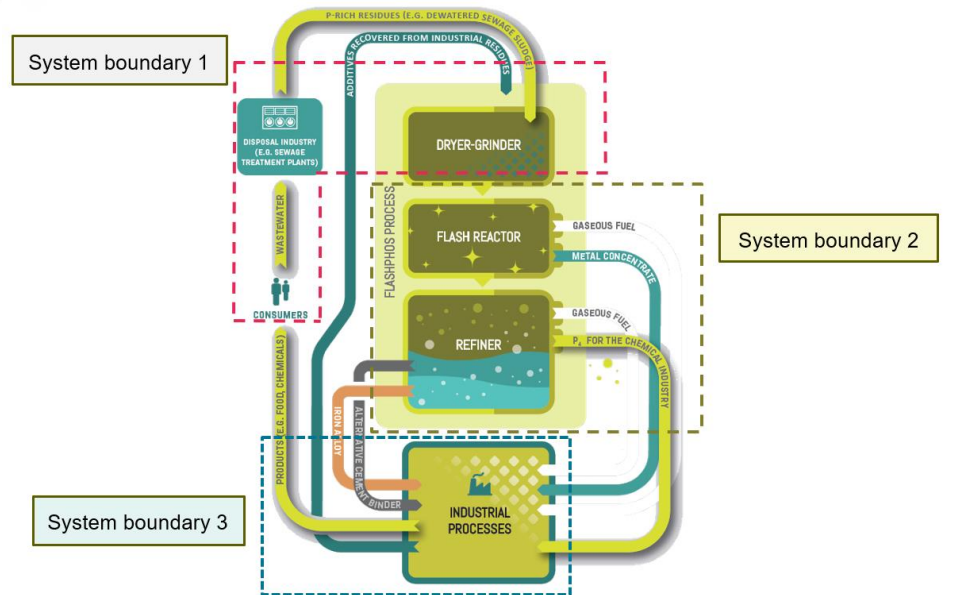 P-RICH RESIDUES (E.G. DEWATERED SEWAGE SLUDGE)
ADDITIVES RECOVERED FROM INDUSTRIAL RESIDUES
System boundary 1
DISPOSAL INDUSTRY
(E.G. SEWAGE
TREATMENT PLANTS)
DRYER-GRINDER
WASTEWATER
FLASHPHOS PROCESS
FLASH REACTOR
GASEOUS FUEL
METAL CONCENTRATE
System boundary 2
CONSUMERS
REFINER
GASEOUS FUEL
P₄ FOR THE CHEMICAL INDUSTRY
PRODUCTS (E.G. FOOD, CHEMICALS)
IRON ALLOY
ALTERNATIVE CEMENT BINDER
System boundary 3
INDUSTRIAL
PROCESSES